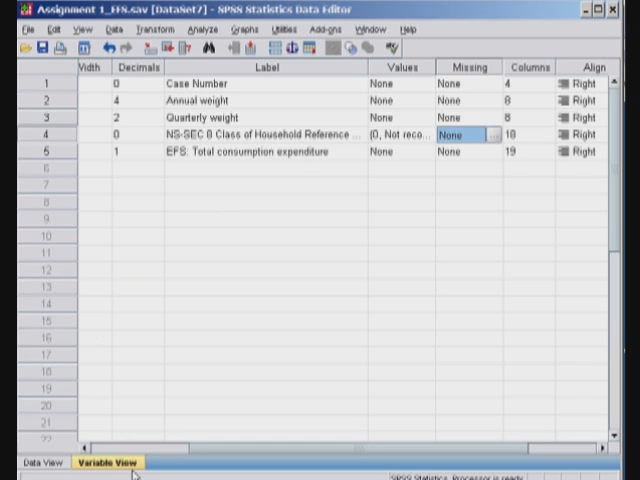 Assignment 1_EFS.sav [DataSet7] - SPSS Statistics Data Editor
File Edit View Data Transform Analyze Graphs Utilities Add-ons Window Help
Width Decimals Label Values Missing Columns Align
1 0 Case Number None None 4 Right
2 4 Annual weight None None 8 Right
3 2 Quarterly weight None None 8 Right
4 0 NS-SEC 8 Class of Household Reference ... {0, Not reco... None ... 10 Right
5 1 EFS: Total consumption expenditure None None 19 Right
6
7
8
9
10
11
12
13
14
15
16
17
18
19
20
21
22
Data View Variable View
SPSS Statistics Processor is ready